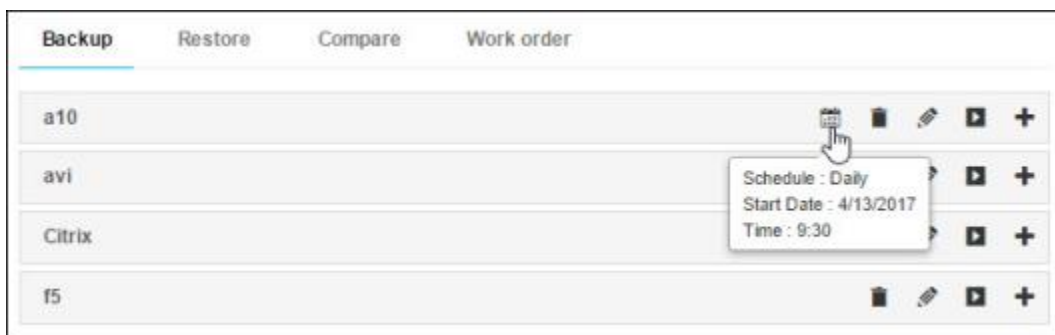 Backup Restore Compare Work order
a10
avi
Schedule : Daily
Start Date : 4/13/2017
Time : 9:30
Citrix
f5